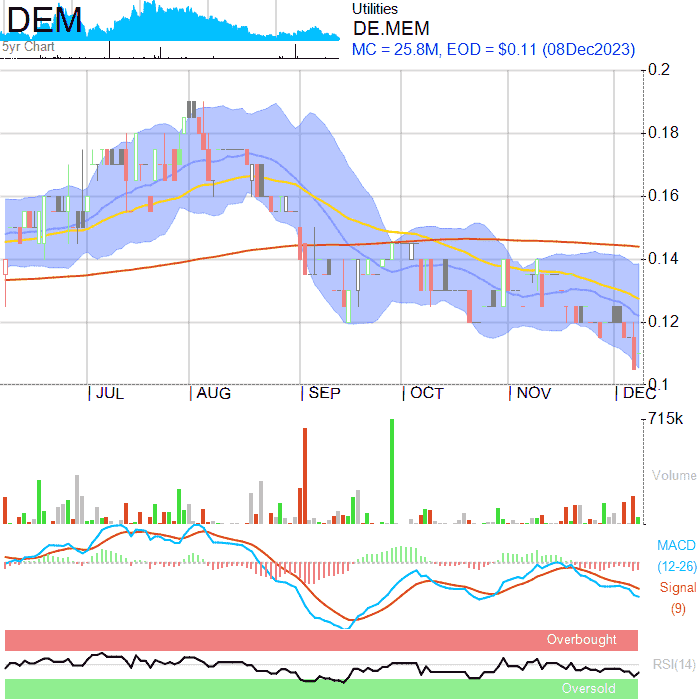 DEM
5yr Chart
Utilities
DE.MEM
MC = 25.8M, EOD = $0.11 (08Dec2023)
0.2
0.18
0.16
0.14
0.12
0.1
JUL AUG SEP OCT NOV DEC
715k
Volume
0
MACD
(12-26)
Signal
(9)
Overbought
RSI(14)
Oversold